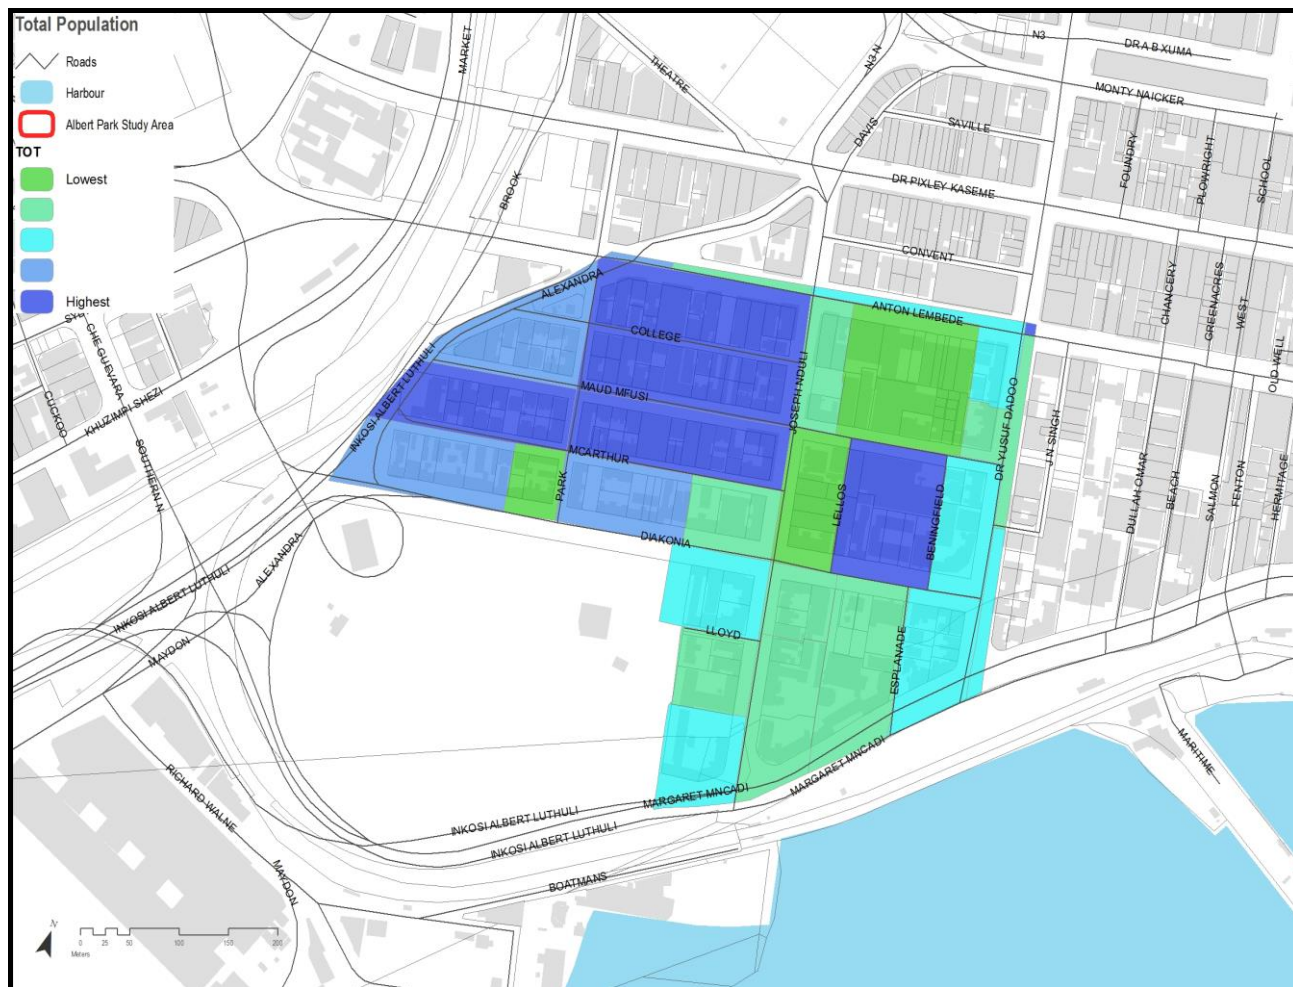 Total Population
Roads
Harbour
Albert Park Study Area
TOT
Lowest
Highest
MARKET
THEATRE
N3 N
N3
DR A B XUMA
MONTY NAICKER
DAVIS
SAVILLE
FOUNDRY
PLOWRIGHT
SCHOOL
BROOK
DR PIXLEY KASEME
CONVENT
ALEXANDRA
ANTON LEMBEDE
CHANCERY
GREENACRES
WEST
OLD WELL
COLLEGE
JOSEPH NDULI
INKOSI ALBERT LUTHULI
MAUD MFUSI
DR YUSUF DADOO
J N SINGH
CHE GUEVARA
CUCKOO
KHUZIMPI SHEZI
SOUTHERN N
MCARTHUR
PARK
LELLOS
BENINGFIELD
DULLAH OMAR
BEACH
SALMON
FENTON
HERMITAGE
DIAKONIA
ALEXANDRA
INKOSI ALBERT LUTHULI
MAYDON
LLOYD
ESPLANADE
MARGARET MNCADI
MARGARET MNCADI
MARITIME
RICHARD WALNE
INKOSI ALBERT LUTHULI
INKOSI ALBERT LUTHULI
MAYDON
BOATMANS
N
0 25 50 100 150 200
Meters